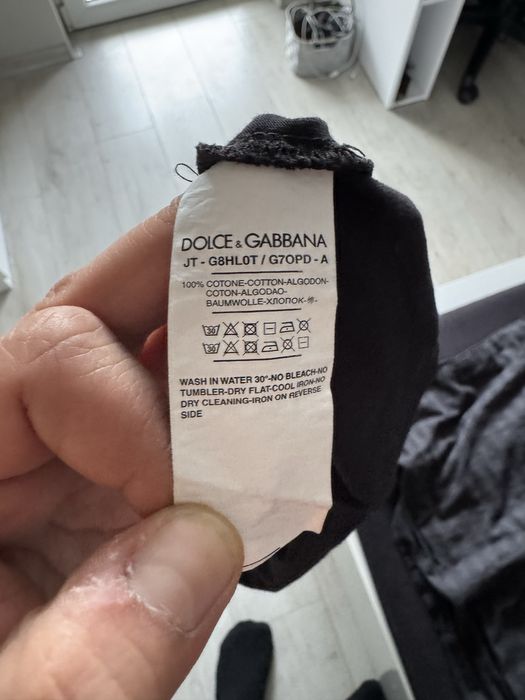 DOLCE & GABBANA
JT - G8HL0T / G7OPD - A
100% COTONE-COTTON-ALGODON-
COTON-ALGODAO-
BAUMWOLLE-ХЛОПОК-棉-
WASH IN WATER 30°-NO BLEACH-NO
TUMBLER-DRY FLAT-COOL IRON-NO
DRY CLEANING-IRON ON REVERSE
SIDE